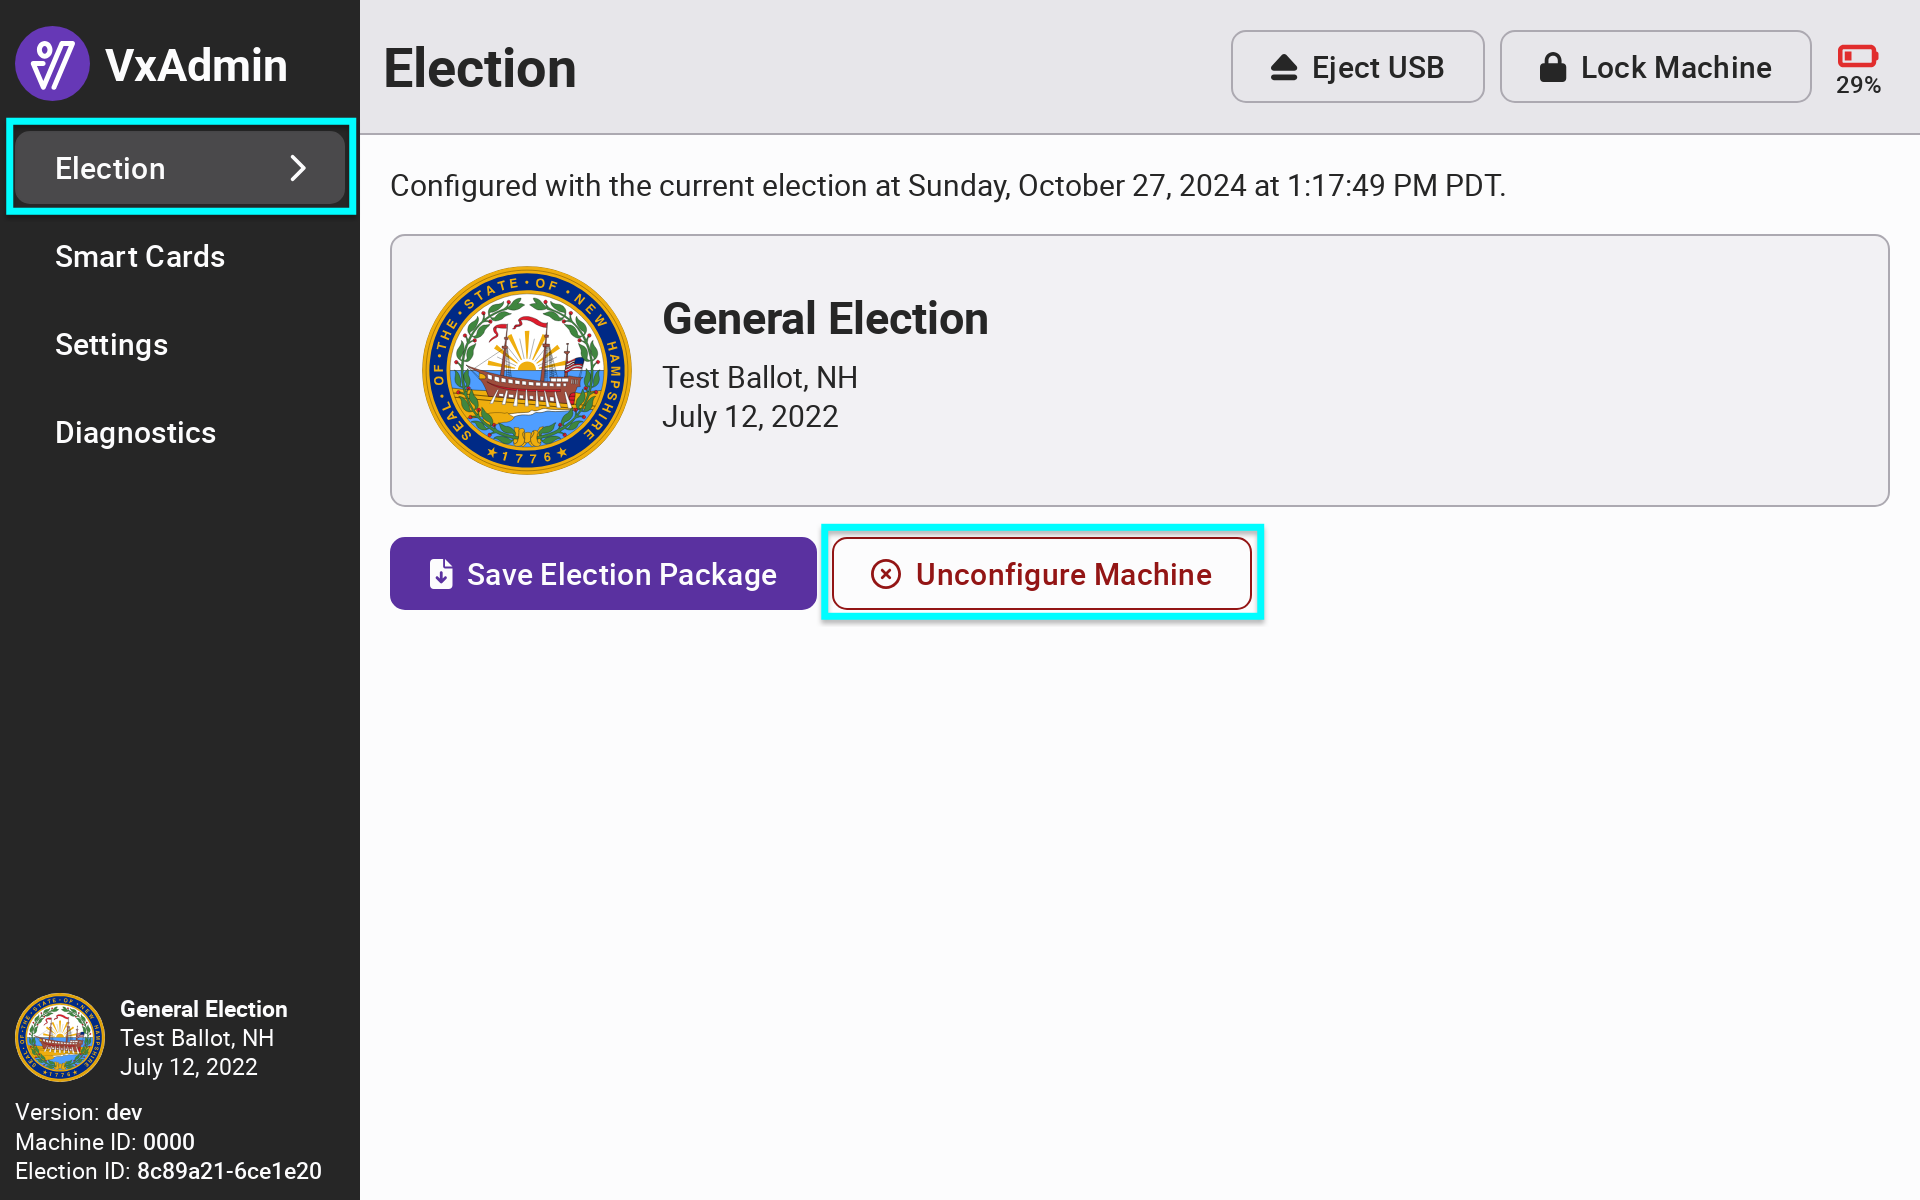 VxAdmin
Election
Smart Cards
Settings
Diagnostics
General Election
Test Ballot, NH
July 12, 2022
Version: dev
Machine ID: 0000
Election ID: 8c89a21-6ce1e20
Election
Eject USB
Lock Machine
29%
Configured with the current election at Sunday, October 27, 2024 at 1:17:49 PM PDT.
SEAL · OF · THE · STATE · OF · NEW HAMPSHIRE
1776
General Election
Test Ballot, NH
July 12, 2022
Save Election Package
Unconfigure Machine